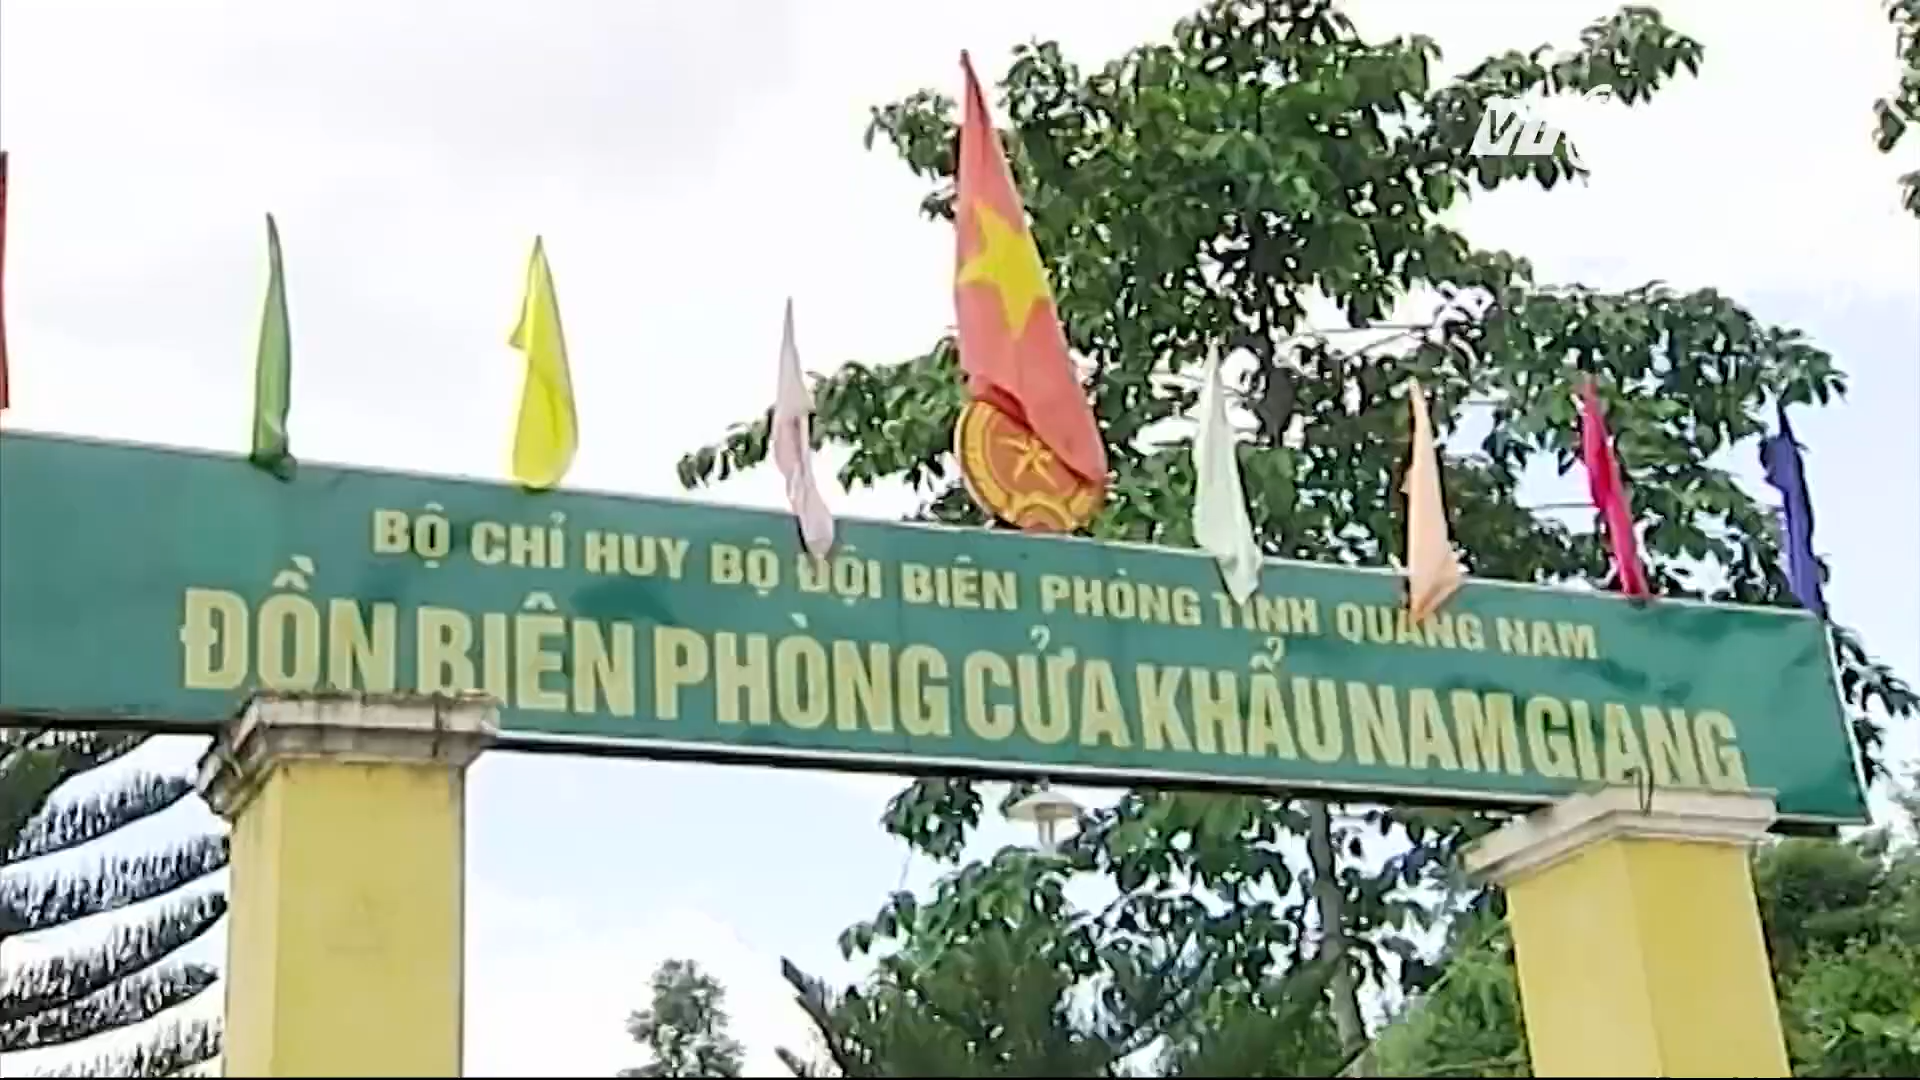 BỘ CHỈ HUY BỘ ĐỘI BIÊN PHÒNG TỈNH QUẢNG NAM
ĐỒN BIÊN PHÒNG CỬA KHẨU NAM GIANG